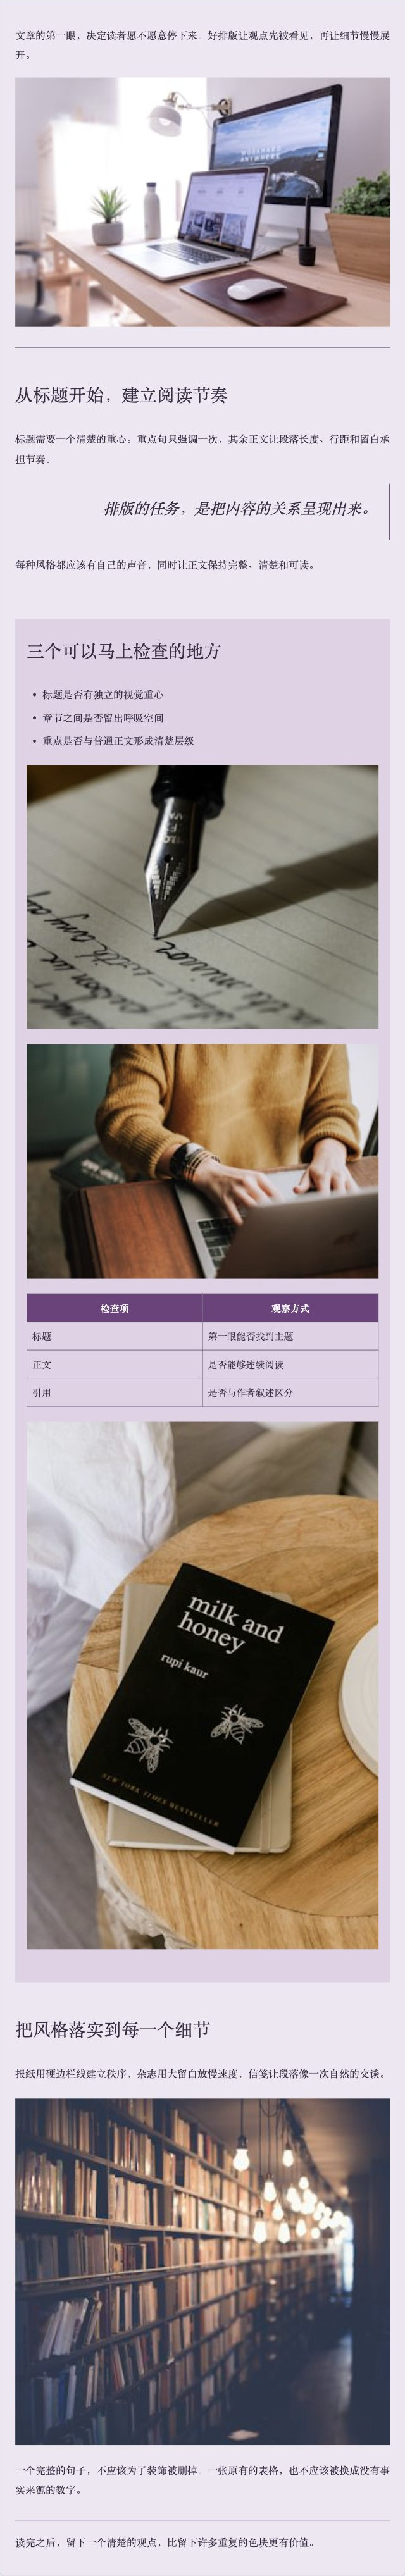 文章的第一眼，决定读者愿不愿意停下来。好排版让观点先被看见，再让细节慢慢展
开。
从标题开始，建立阅读节奏
标题需要一个清楚的重心。重点句只强调一次，其余正文让段落长度、行距和留白承
担节奏。
排版的任务，是把内容的关系呈现出来。
每种风格都应该有自己的声音，同时让正文保持完整、清楚和可读。
三个可以马上检查的地方
• 标题是否有独立的视觉重心
• 章节之间是否留出呼吸空间
• 重点是否与普通正文形成清楚层级
检查项 观察方式
标题 第一眼能否找到主题
正文 是否能够连续阅读
引用 是否与作者叙述区分
milk and
honey
rupi kaur
NEW YORK TIMES BESTSELLER
把风格落实到每一个细节
报纸用硬边栏线建立秩序，杂志用大留白放慢速度，信笺让段落像一次自然的交谈。
一个完整的句子，不应该为了装饰被删掉。一张原有的表格，也不应该被换成没有事
实来源的数字。
读完之后，留下一个清楚的观点，比留下许多重复的色块更有价值。